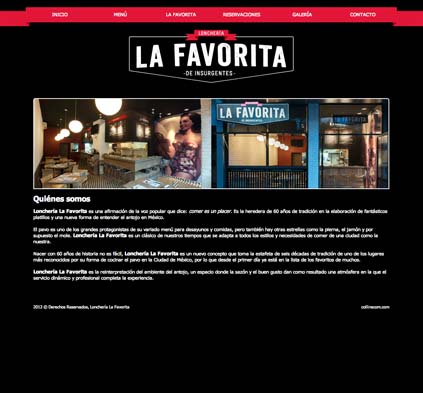 INICIO MENÚ LA FAVORITA RESERVACIONES GALERÍA CONTACTO
LONCHERÍA
LA FAVORITA
·DE INSURGENTES·
LA FAVORITA
LA FAVORITA
Quiénes somos
Lonchería La Favorita es una afirmación de la voz popular que dice: comer es un placer. Es la heredera de 60 años de tradición en la elaboración de fantásticos
platillos y una nueva forma de entender el antojo en México.
El pavo es uno de los grandes protagonistas de su variado menú para desayunos y comidas, pero también hay otras estrellas como la pierna, el jamón y por
supuesto el mole. Lonchería La Favorita es un clásico de nuestros tiempos que se adapta a todos los estilos y necesidades de comer de una ciudad como la
nuestra.
Nacer con 60 años de historia no es fácil, Lonchería La Favorita es un nuevo concepto que toma la estafeta de seis décadas de tradición de uno de los lugares
más reconocidos por su forma de cocinar el pavo en la Ciudad de México, por lo que desde el primer día ya está en la lista de los favoritos de muchos.
Lonchería La Favorita es la reinterpretación del ambiente del antojo, un espacio donde la sazón y el buen gusto dan como resultado una atmósfera en la que el
servicio dinámico y profesional completa la experiencia.
2012 © Derechos Reservados, Lonchería La Favorita